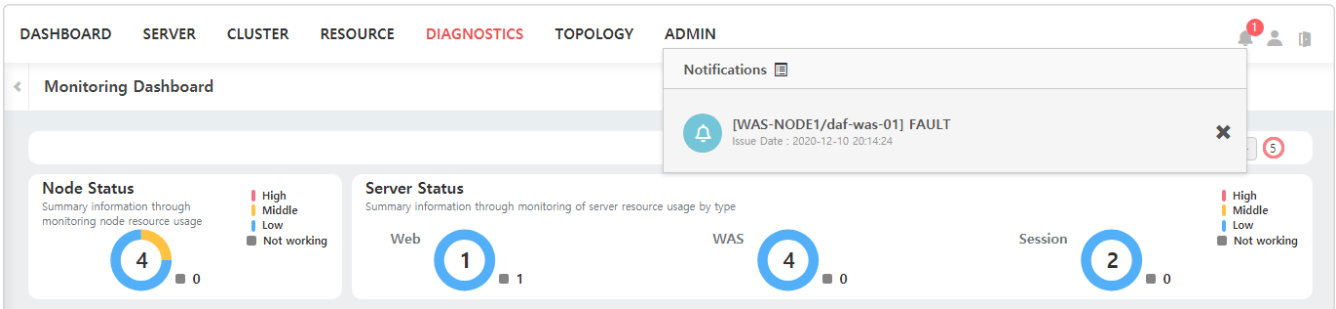 DASHBOARD SERVER CLUSTER RESOURCE DIAGNOSTICS TOPOLOGY ADMIN 1
Monitoring Dashboard
Notifications
[WAS-NODE1/daf-was-01] FAULT
Issue Date : 2020-12-10 20:14:24
5
Node Status
Summary information through
monitoring node resource usage
High
Middle
Low
Not working
4
0
Server Status
Summary information through monitoring of server resource usage by type
High
Middle
Low
Not working
Web
1
1
WAS
4
0
Session
2
0